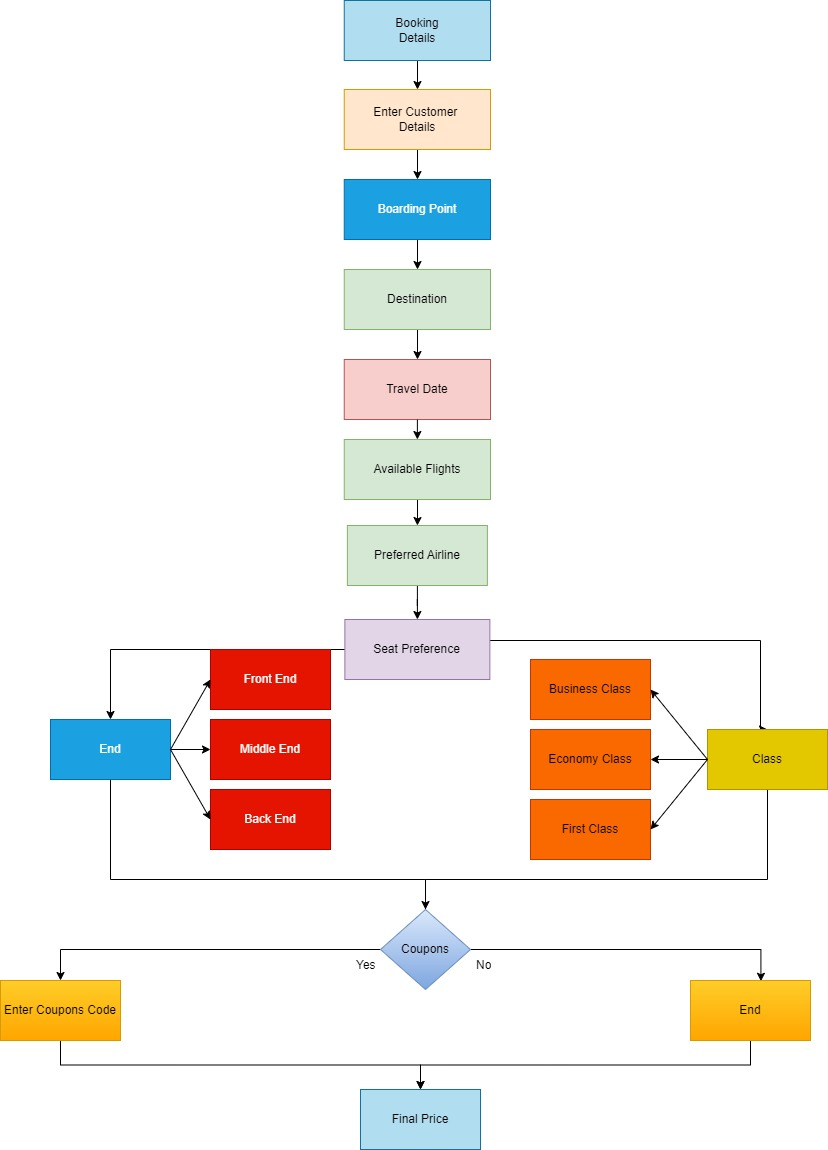 Booking
Details
Enter Customer
Details
Boarding Point
Destination
Travel Date
Available Flights
Preferred Airline
Seat Preference
Front End
Business Class
End
Middle End
Economy Class
Class
Back End
First Class
Coupons
Yes
No
Enter Coupons Code
End
Final Price